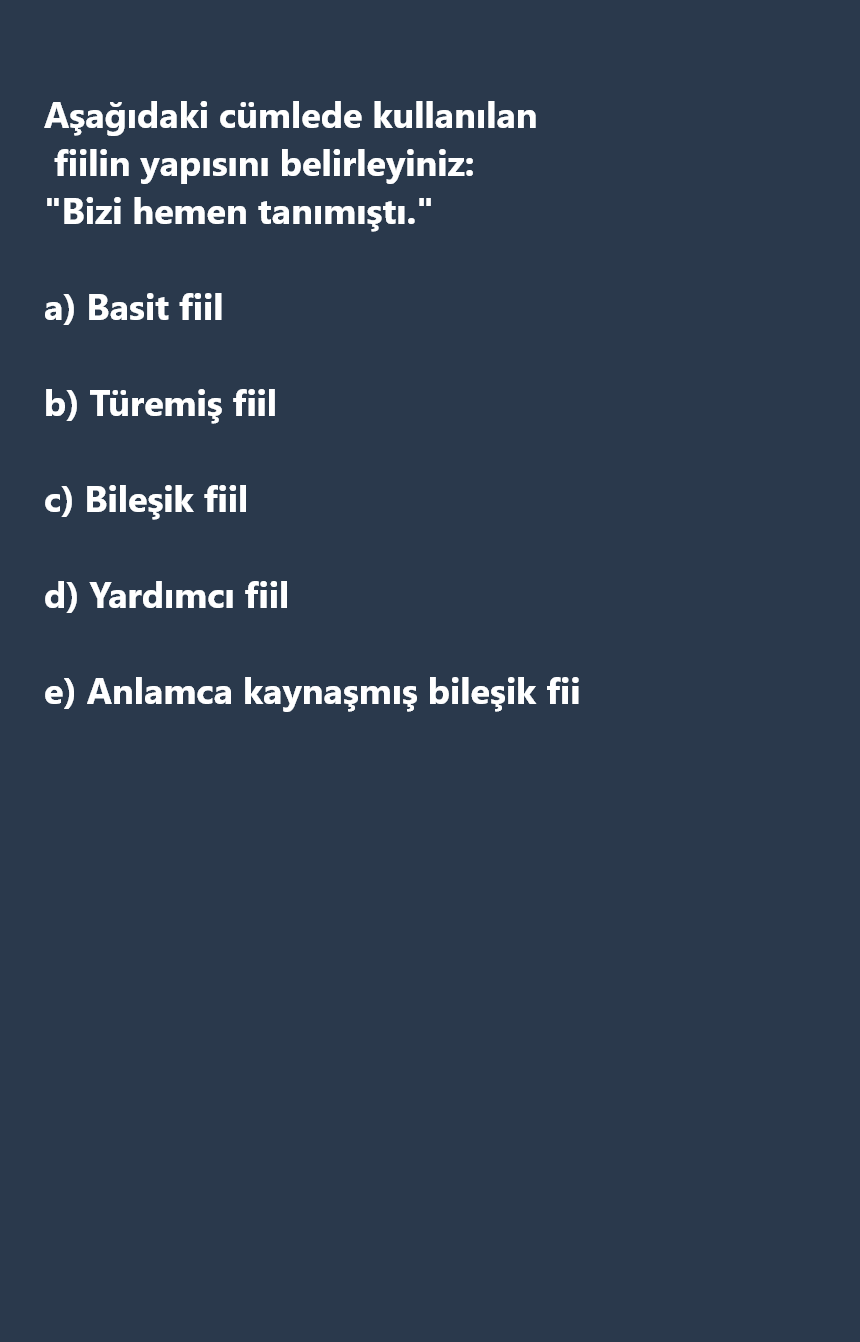 Aşağıdaki cümlede kullanılan
fiilin yapısını belirleyiniz:
"Bizi hemen tanımıştı."
a) Basit fiil
b) Türemiş fiil
c) Bileşik fiil
d) Yardımcı fiil
e) Anlamca kaynaşmış bileşik fii